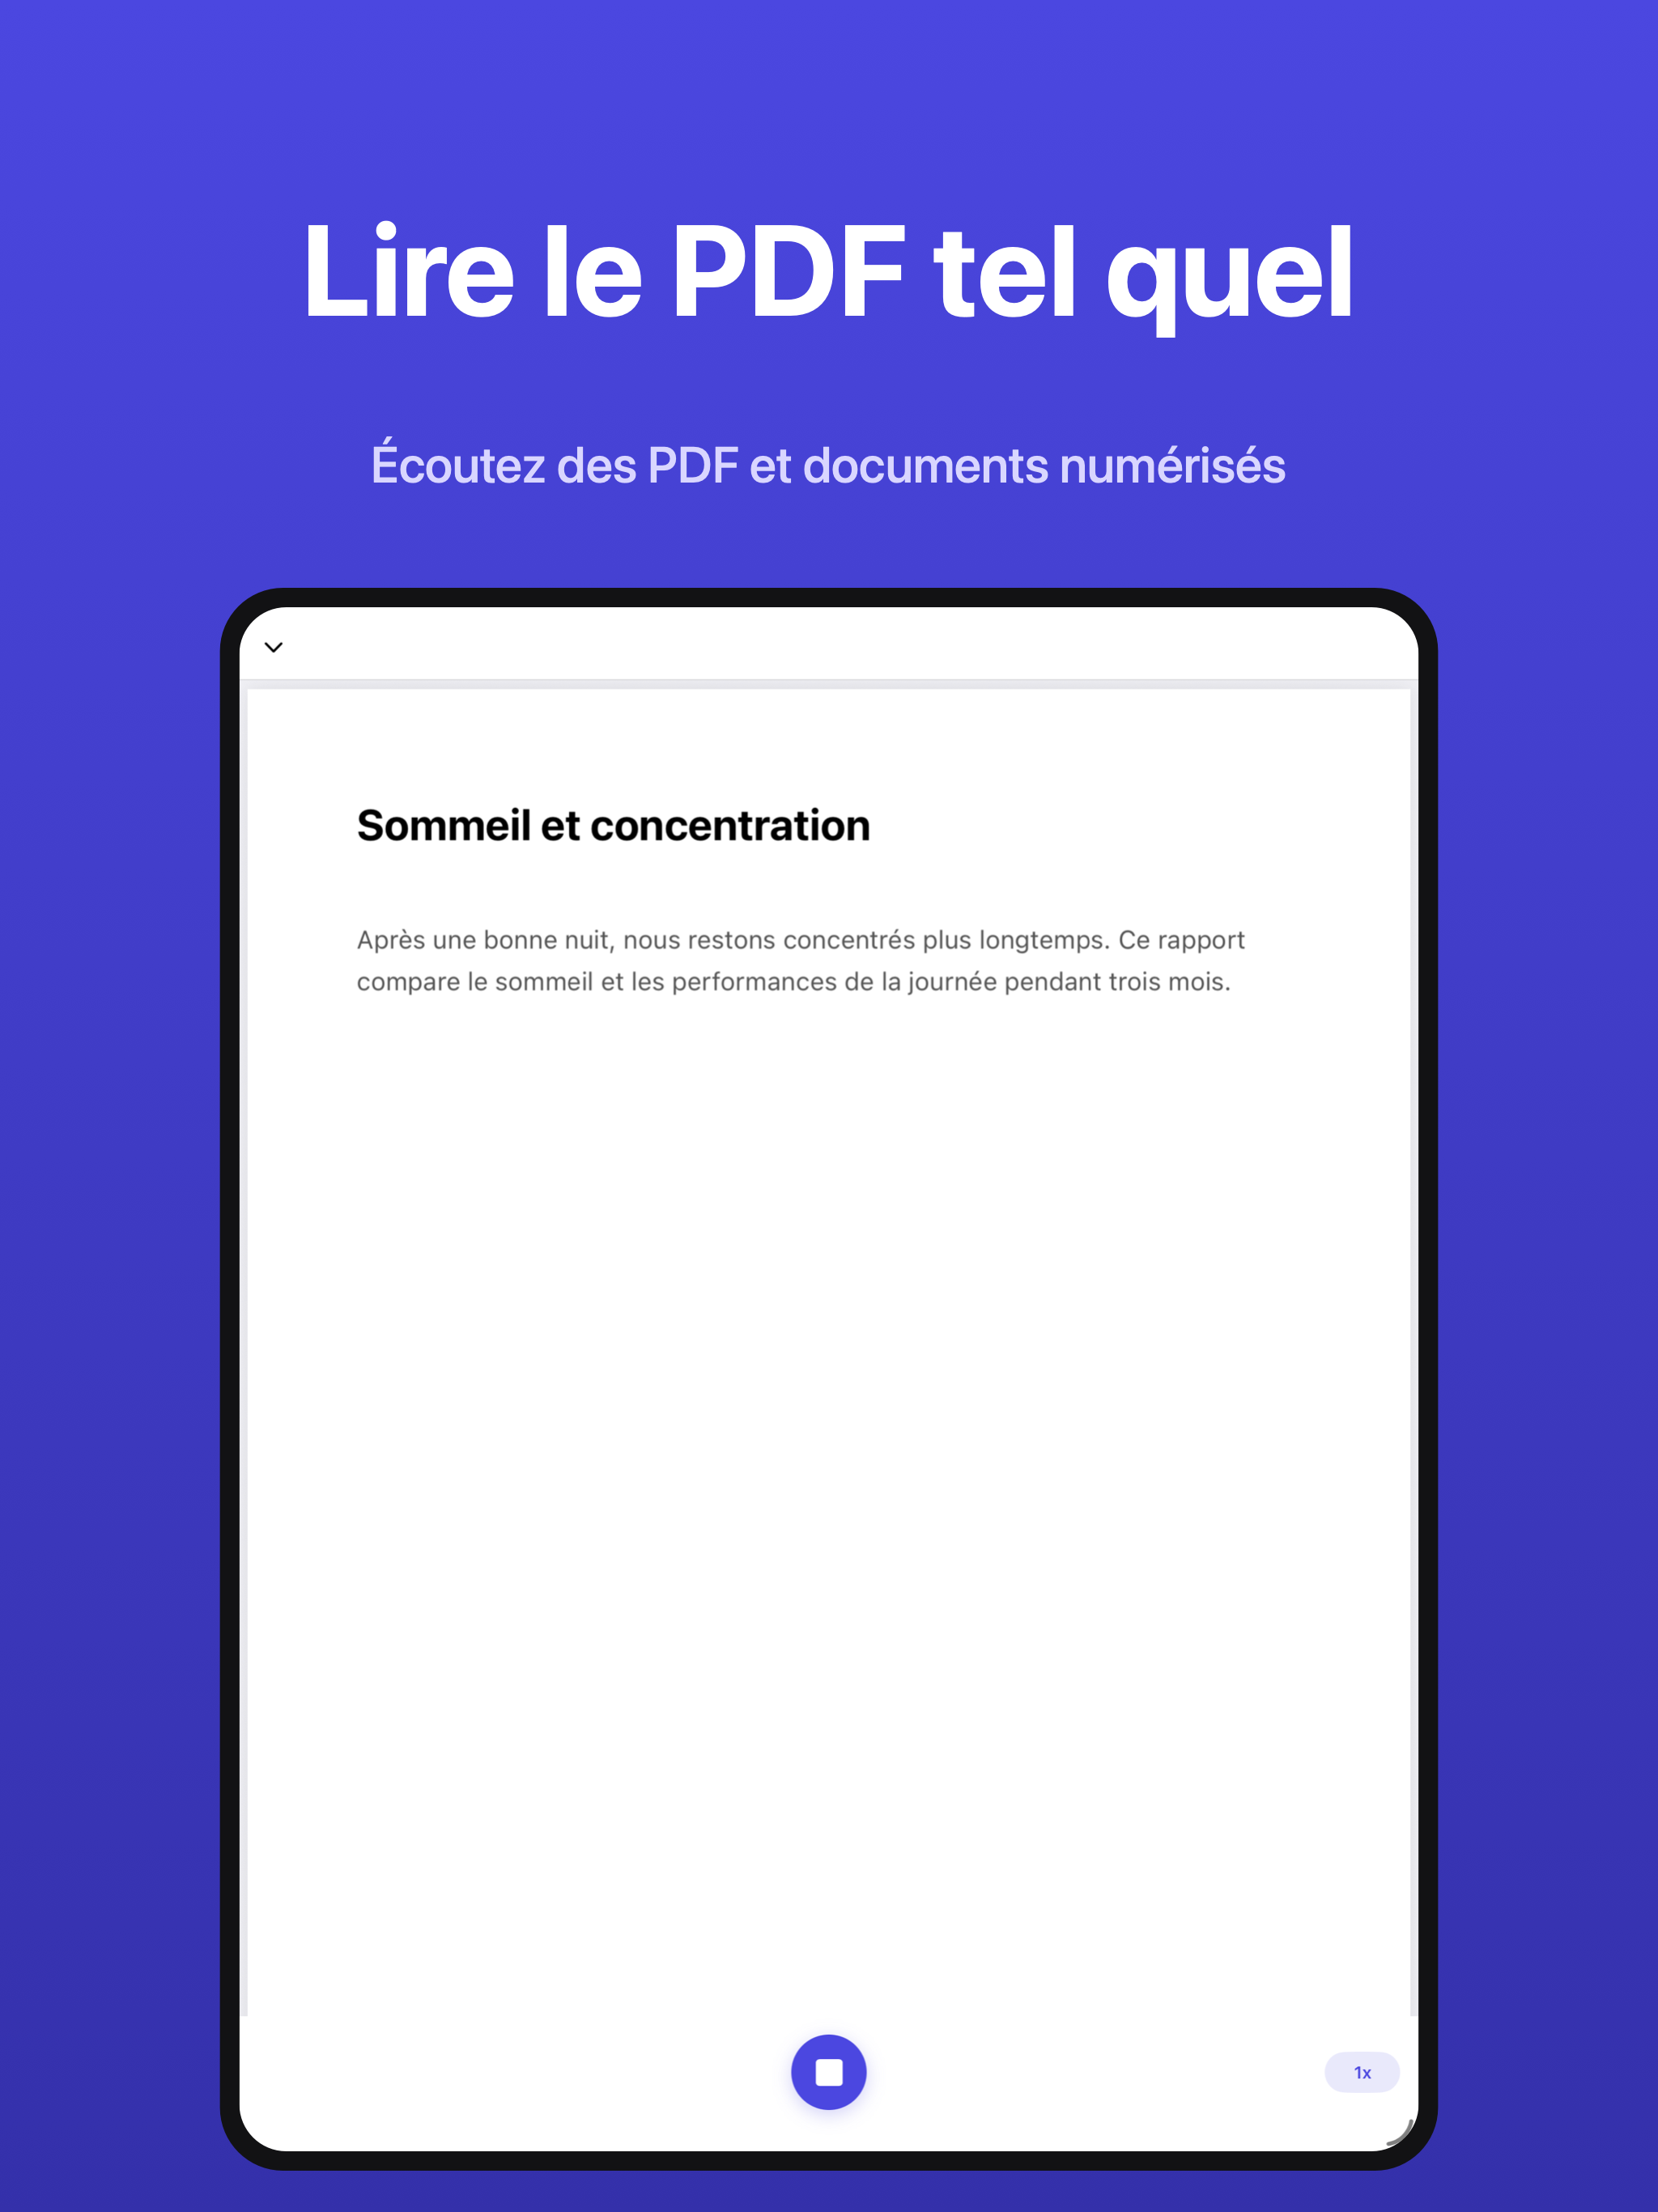 Lire le PDF tel quel
Écoutez des PDF et documents numérisés
Sommeil et concentration
Après une bonne nuit, nous restons concentrés plus longtemps. Ce rapport
compare le sommeil et les performances de la journée pendant trois mois.
1x